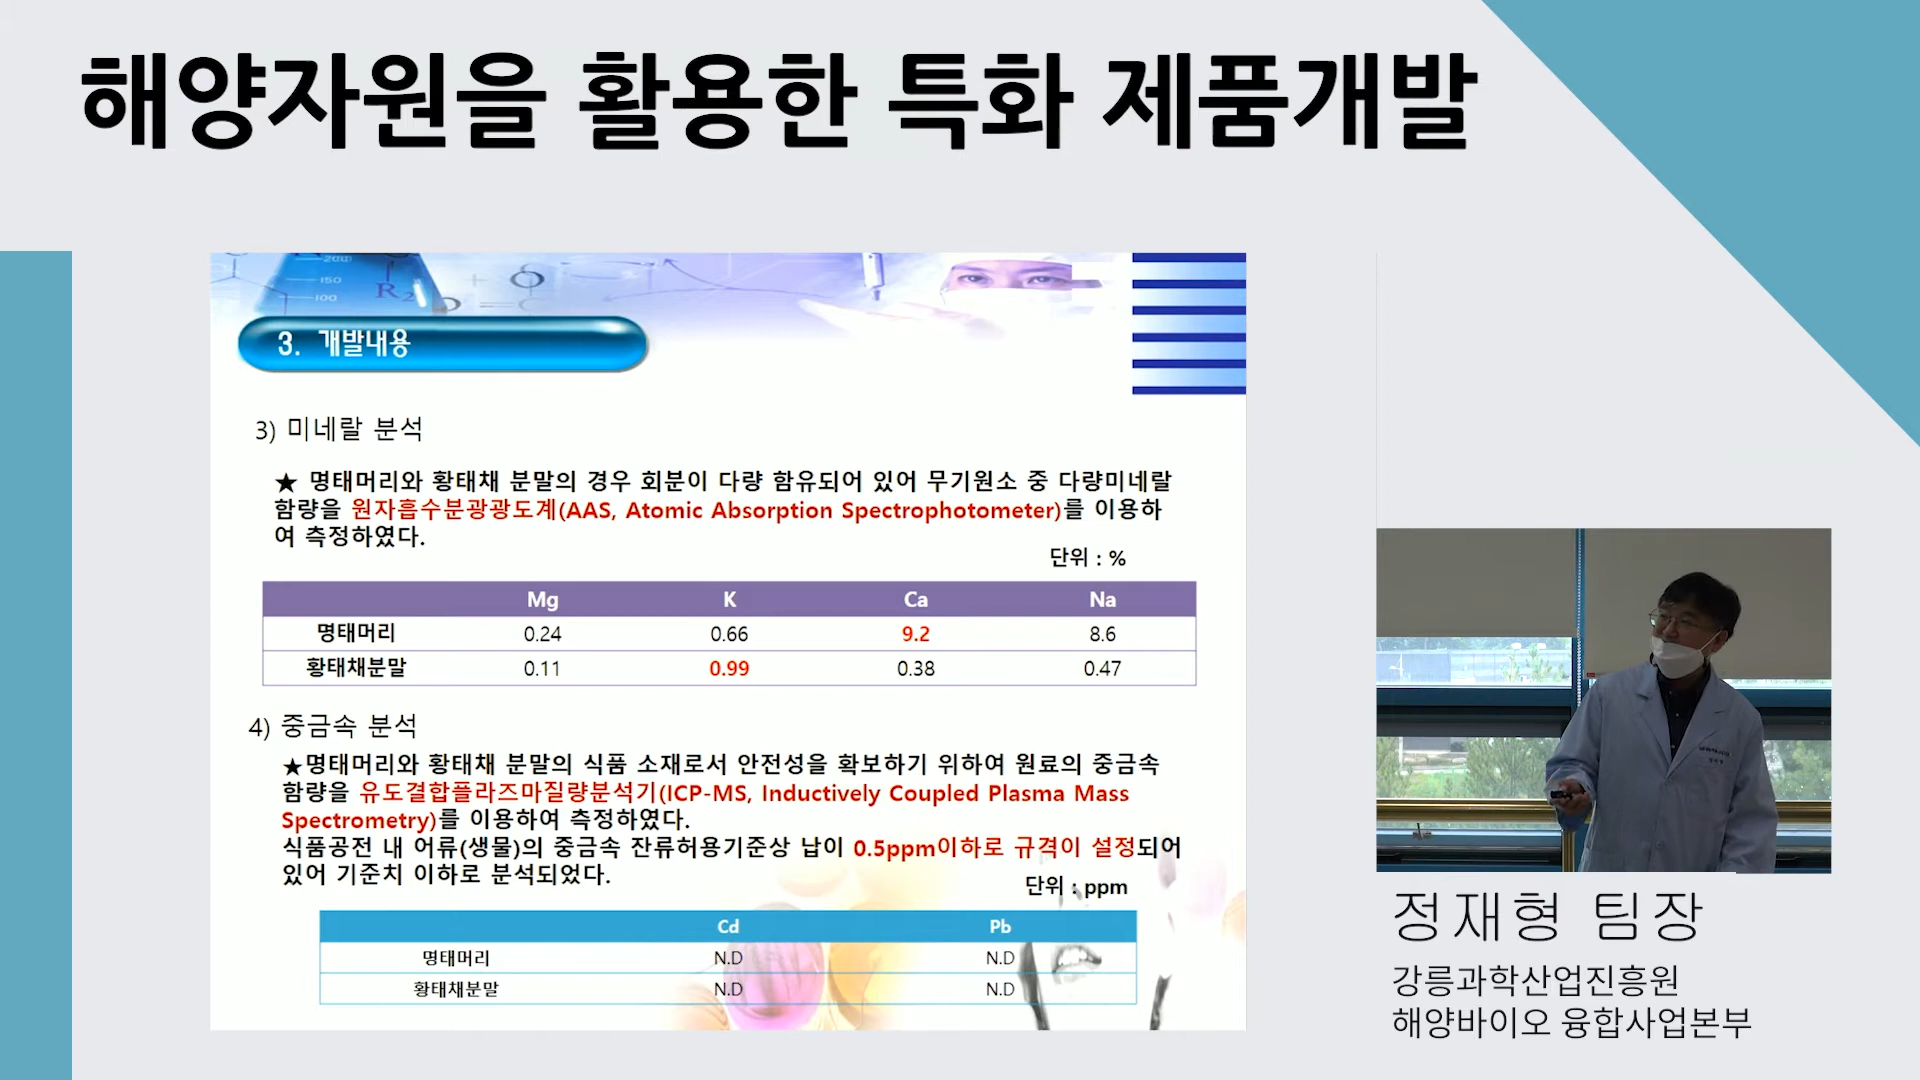 해양자원을 활용한 특화 제품개발
200
150
100
R2
3. 개발내용
3) 미네랄 분석
★ 명태머리와 황태채 분말의 경우 회분이 다량 함유되어 있어 무기원소 중 다량미네랄
함량을 원자흡수분광광도계(AAS, Atomic Absorption Spectrophotometer)를 이용하
여 측정하였다.
단위 : %
Mg K Ca Na
명태머리 0.24 0.66 9.2 8.6
황태채분말 0.11 0.99 0.38 0.47
4) 중금속 분석
★명태머리와 황태채 분말의 식품 소재로서 안전성을 확보하기 위하여 원료의 중금속
함량을 유도결합플라즈마질량분석기(ICP-MS, Inductively Coupled Plasma Mass
Spectrometry)를 이용하여 측정하였다.
식품공전 내 어류(생물)의 중금속 잔류허용기준상 납이 0.5ppm이하로 규격이 설정되어
있어 기준치 이하로 분석되었다.
단위 : ppm
Cd Pb
명태머리 N.D N.D
황태채분말 N.D N.D
정재형 팀장
강릉과학산업진흥원
해양바이오 융합사업본부